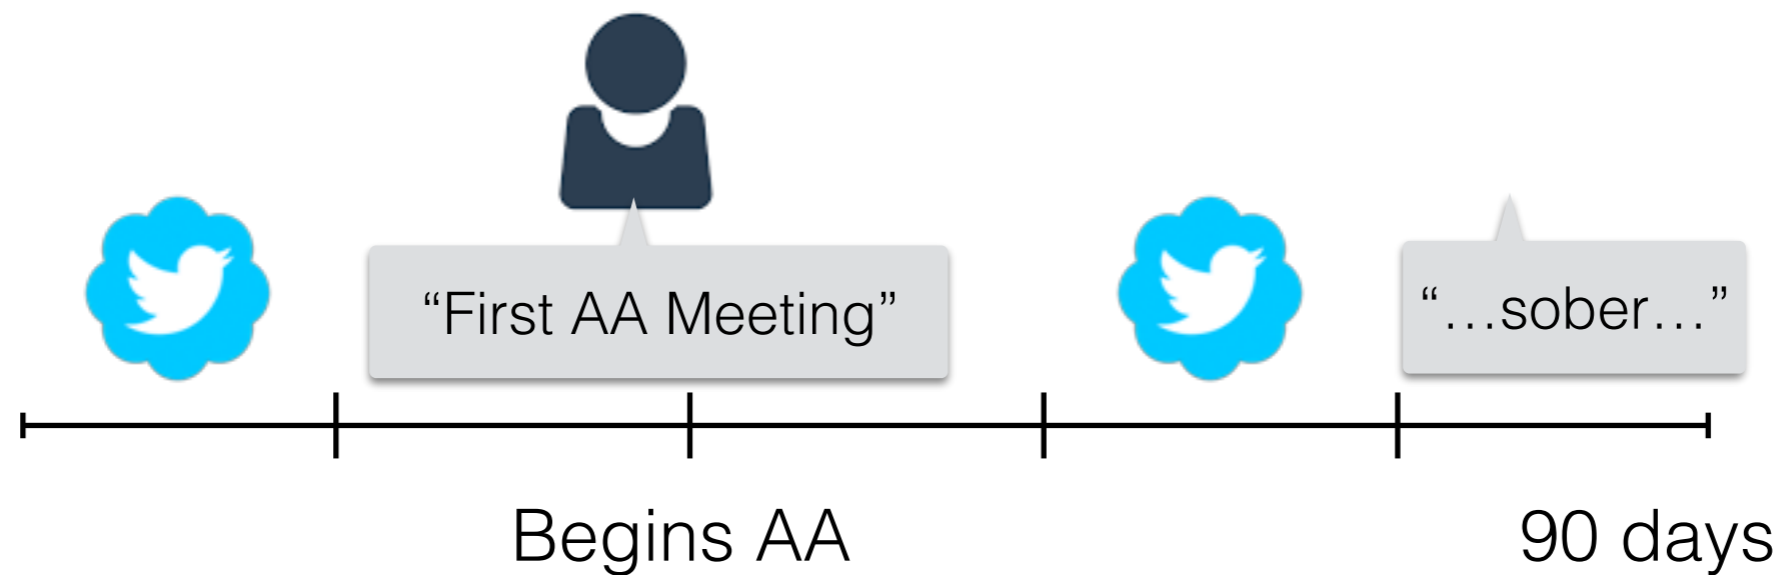 “First AA Meeting”
“…sober…”
Begins AA
90 days